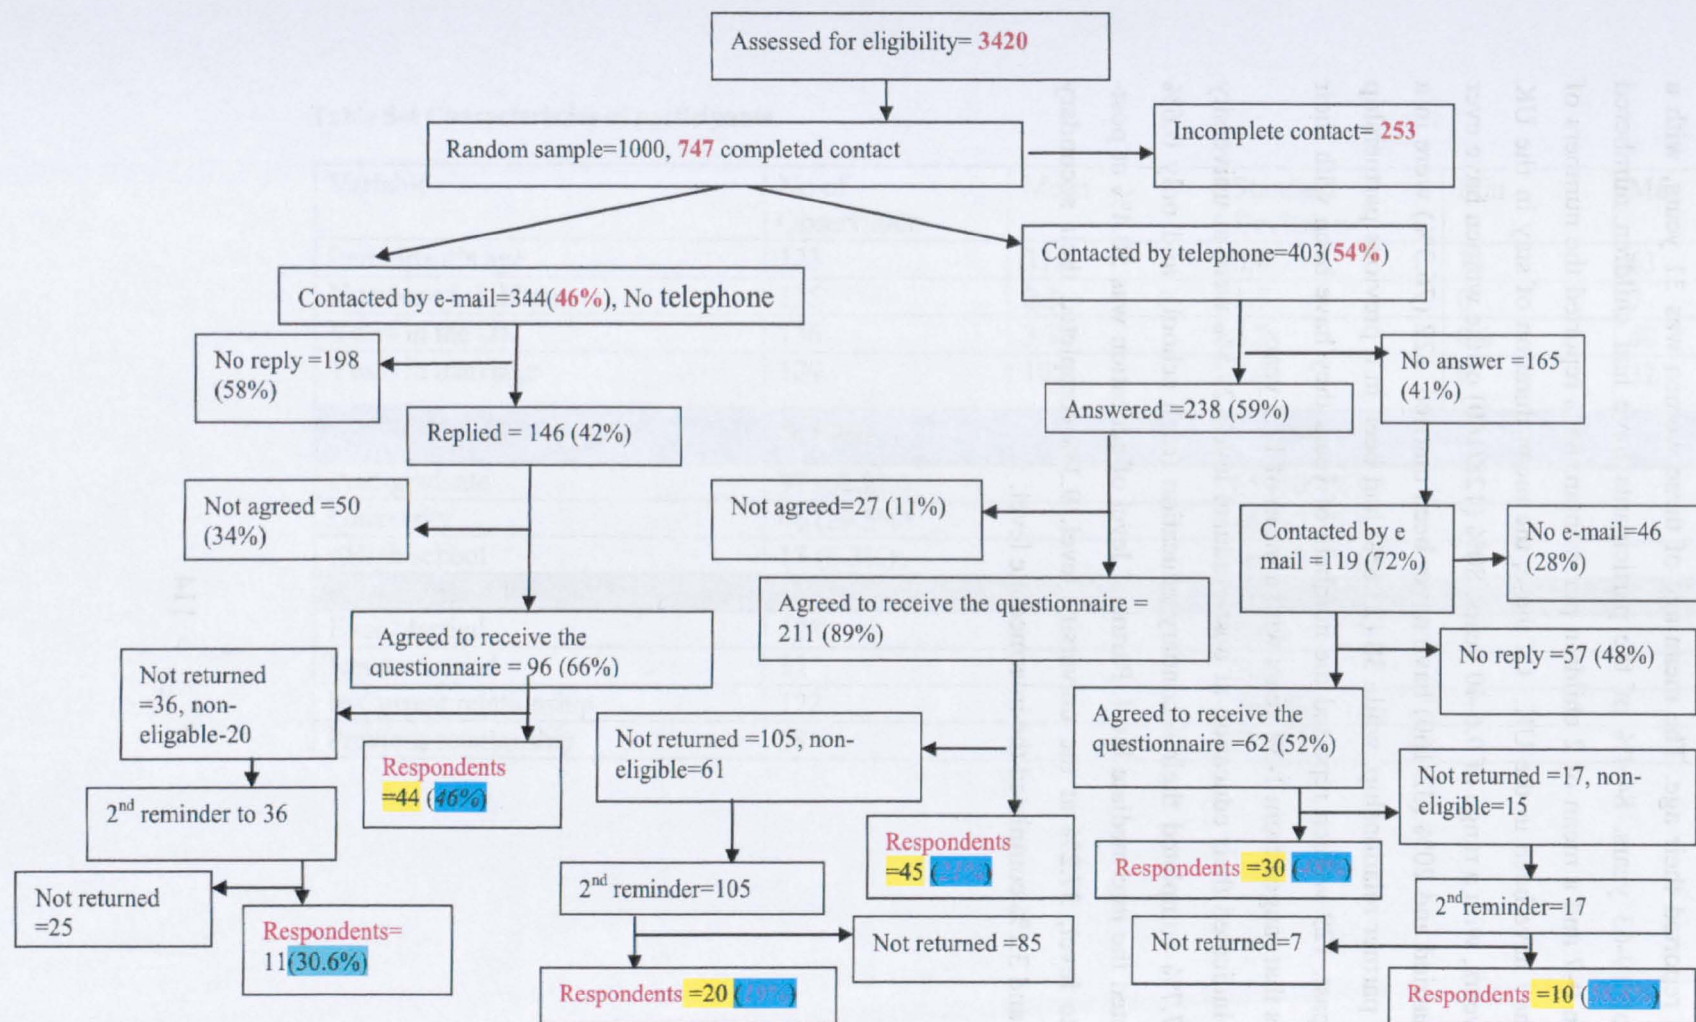 Assessed for eligibility= 3420
Random sample=1000, 747 completed contact
Incomplete contact= 253
Contacted by telephone=403(54%)
Contacted by e-mail=344(46%), No telephone
No reply =198
(58%)
No answer =165
(41%)
Answered =238 (59%)
Replied = 146 (42%)
Not agreed =50
(34%)
Not agreed=27 (11%)
Contacted by e
mail =119 (72%)
No e-mail=46
(28%)
Agreed to receive the questionnaire =
211 (89%)
Agreed to receive the
questionnaire = 96 (66%)
No reply =57 (48%)
Not returned
=36, non-
eligable-20
Agreed to receive the
questionnaire =62 (52%)
Not returned =105, non-
eligible=61
Respondents
=44 (46%)
Not returned =17, non-
eligible=15
2nd reminder to 36
Respondents
=45
Respondents =30
2nd reminder=105
2nd reminder=17
Not returned
=25
Respondents=
11(30.6%)
Not returned =85
Not returned=7
Respondents =20
Respondents =10
114